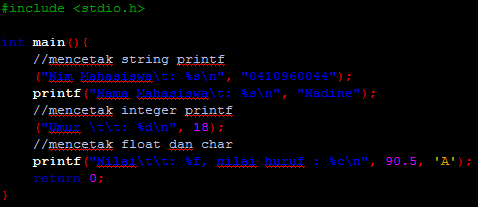 #include <stdio.h>
int main(){
//mencetak string printf
("Nim Mahasiswa\t: %s\n", "0410960044");
printf("Nama Mahasiswa\t: %s\n", "Nadine");
//mencetak integer printf
("Umur \t\t: %d\n", 18);
//mencetak float dan char
printf("Nilai\t\t: %f, nilai huruf : %c\n", 90.5, 'A');
return 0;
}